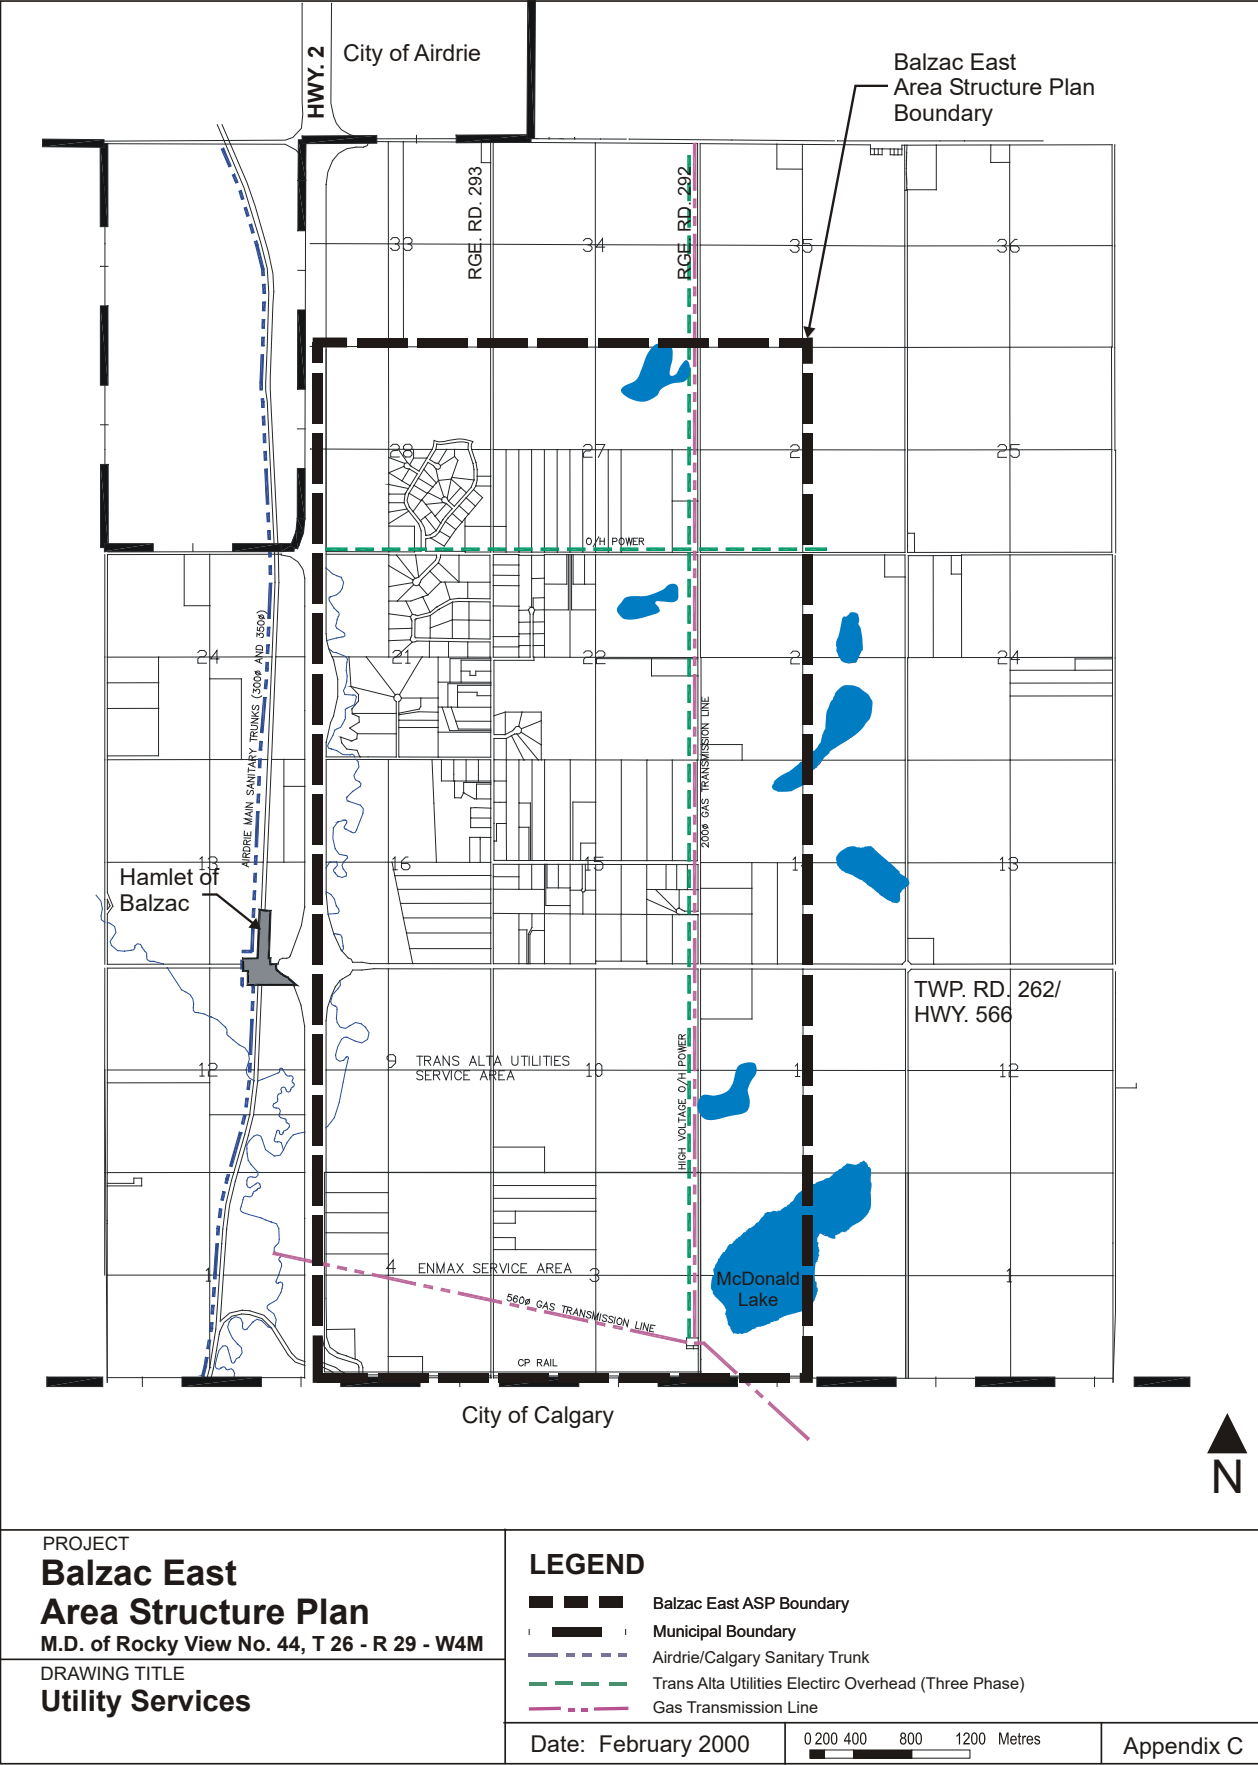 HWY. 2
City of Airdrie
Balzac East
Area Structure Plan
Boundary
RGE. RD. 293
RGE. RD. 292
33
34
35
36
28
27
2
25
O/H POWER
AIRDRIE MAIN SANITARY TRUNKS (300ø AND 350ø)
24
21
22
2
24
200ø GAS TRANSMISSION LINE
13
16
15
1
13
Hamlet of
Balzac
TWP. RD. 262/
HWY. 566
HIGH VOLTAGE O/H POWER
12
9
TRANS ALTA UTILITIES
SERVICE AREA
10
1
12
1
4
ENMAX SERVICE AREA
3
McDonald
Lake
1
560ø GAS TRANSMISSION LINE
CP RAIL
City of Calgary
N
PROJECT
Balzac East
Area Structure Plan
M.D. of Rocky View No. 44, T 26 - R 29 - W4M
DRAWING TITLE
Utility Services
LEGEND
Balzac East ASP Boundary
Municipal Boundary
Airdrie/Calgary Sanitary Trunk
Trans Alta Utilities Electirc Overhead (Three Phase)
Gas Transmission Line
Date: February 2000
0 200 400 800 1200 Metres
Appendix C